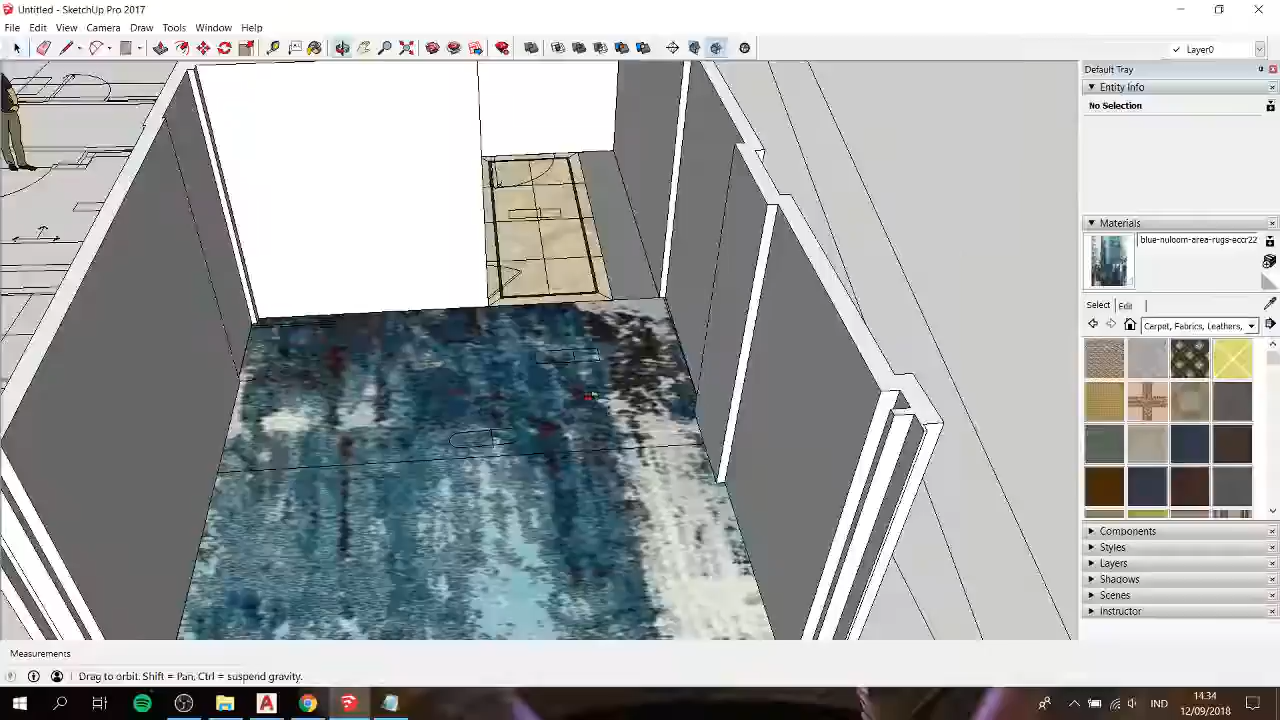 Untitled - SketchUp Pro 2017
File Edit View Camera Draw Tools Window Help
Layer0
Default Tray
Entity Info
No Selection
Materials
blue-nuloom-area-rugs-eccr22
Select Edit
Carpet, Fabrics, Leathers,
Components
Styles
Layers
Shadows
Scenes
Instructor
Measurements
Drag to orbit. Shift = Pan, Ctrl = suspend gravity.
IND
14.34
12/09/2018